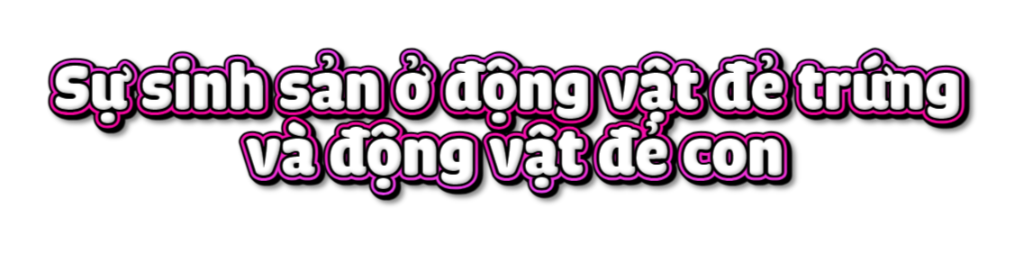 Sự sinh sản ở động vật đẻ trứng
và động vật đẻ con